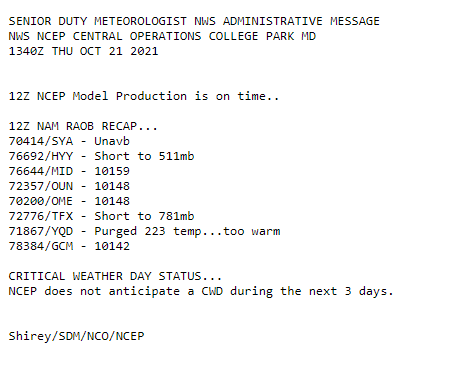 SENIOR DUTY METEOROLOGIST NWS ADMINISTRATIVE MESSAGE
NWS NCEP CENTRAL OPERATIONS COLLEGE PARK MD
1340Z THU OCT 21 2021
12Z NCEP Model Production is on time..
12Z NAM RAOB RECAP...
70414/SYA - Unavb
76692/HYY - Short to 511mb
76644/MID - 10159
72357/OUN - 10148
70200/OME - 10148
72776/TFX - Short to 781mb
71867/YQD - Purged 223 temp...too warm
78384/GCM - 10142
CRITICAL WEATHER DAY STATUS...
NCEP does not anticipate a CWD during the next 3 days.
Shirey/SDM/NCO/NCEP